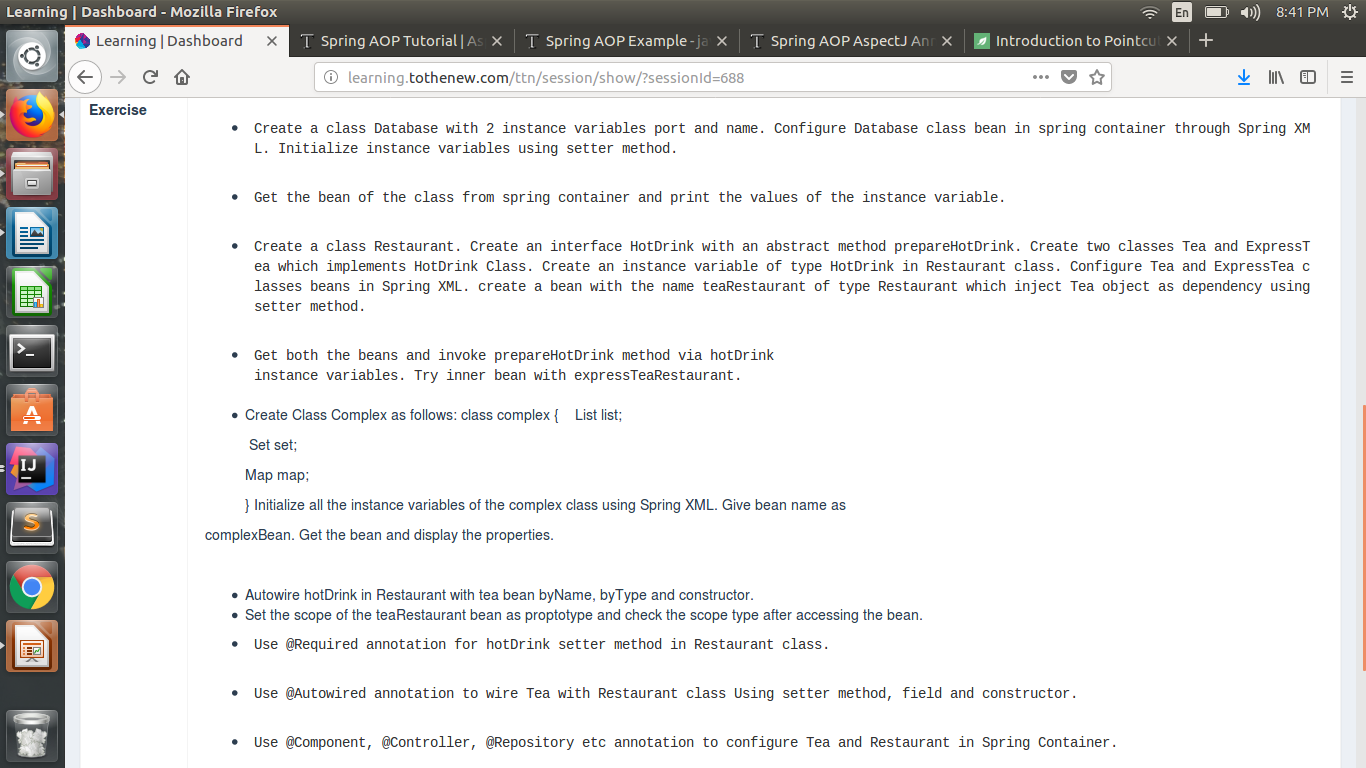 Learning | Dashboard - Mozilla Firefox
En
8:41 PM
Learning | Dashboard
Spring AOP Tutorial | As
Spring AOP Example - ja
Spring AOP AspectJ Ann
Introduction to Pointcut
learning.tothenew.com/ttn/session/show/?sessionId=688
Exercise
• Create a class Database with 2 instance variables port and name. Configure Database class bean in spring container through Spring XM
L. Initialize instance variables using setter method.
• Get the bean of the class from spring container and print the values of the instance variable.
• Create a class Restaurant. Create an interface HotDrink with an abstract method prepareHotDrink. Create two classes Tea and ExpressT
ea which implements HotDrink Class. Create an instance variable of type HotDrink in Restaurant class. Configure Tea and ExpressTea c
lasses beans in Spring XML. create a bean with the name teaRestaurant of type Restaurant which inject Tea object as dependency using
setter method.
• Get both the beans and invoke prepareHotDrink method via hotDrink
instance variables. Try inner bean with expressTeaRestaurant.
• Create Class Complex as follows: class complex { List list;
Set set;
Map map;
} Initialize all the instance variables of the complex class using Spring XML. Give bean name as
complexBean. Get the bean and display the properties.
• Autowire hotDrink in Restaurant with tea bean byName, byType and constructor.
• Set the scope of the teaRestaurant bean as proptotype and check the scope type after accessing the bean.
• Use @Required annotation for hotDrink setter method in Restaurant class.
• Use @Autowired annotation to wire Tea with Restaurant class Using setter method, field and constructor.
• Use @Component, @Controller, @Repository etc annotation to configure Tea and Restaurant in Spring Container.